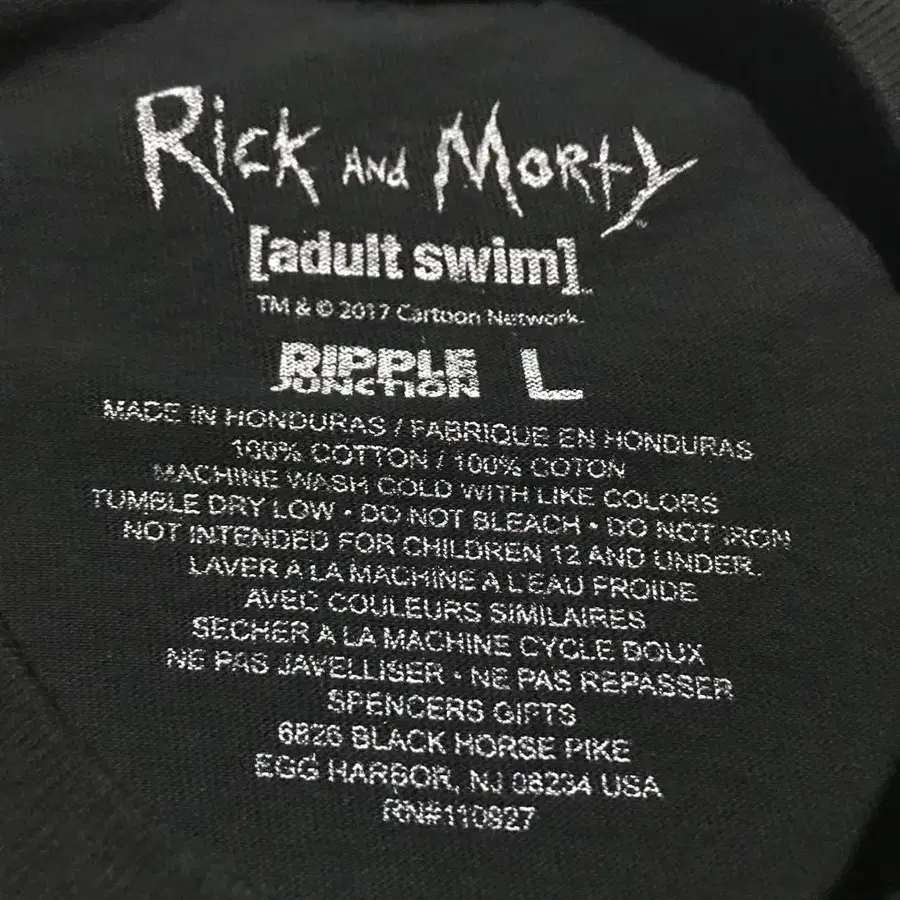 Rick And Morty™
[adult swim]™
TM & © 2017 Cartoon Network.
RIPPLE JUNCTION L
MADE IN HONDURAS / FABRIQUE EN HONDURAS
100% COTTON / 100% COTON
MACHINE WASH COLD WITH LIKE COLORS
TUMBLE DRY LOW • DO NOT BLEACH • DO NOT IRON
NOT INTENDED FOR CHILDREN 12 AND UNDER.
LAVER A LA MACHINE A L'EAU FROIDE
AVEC COULEURS SIMILAIRES
SECHER A LA MACHINE CYCLE DOUX
NE PAS JAVELLISER • NE PAS REPASSER
SPENCERS GIFTS
6826 BLACK HORSE PIKE
EGG HARBOR, NJ 08234 USA
RN#110827